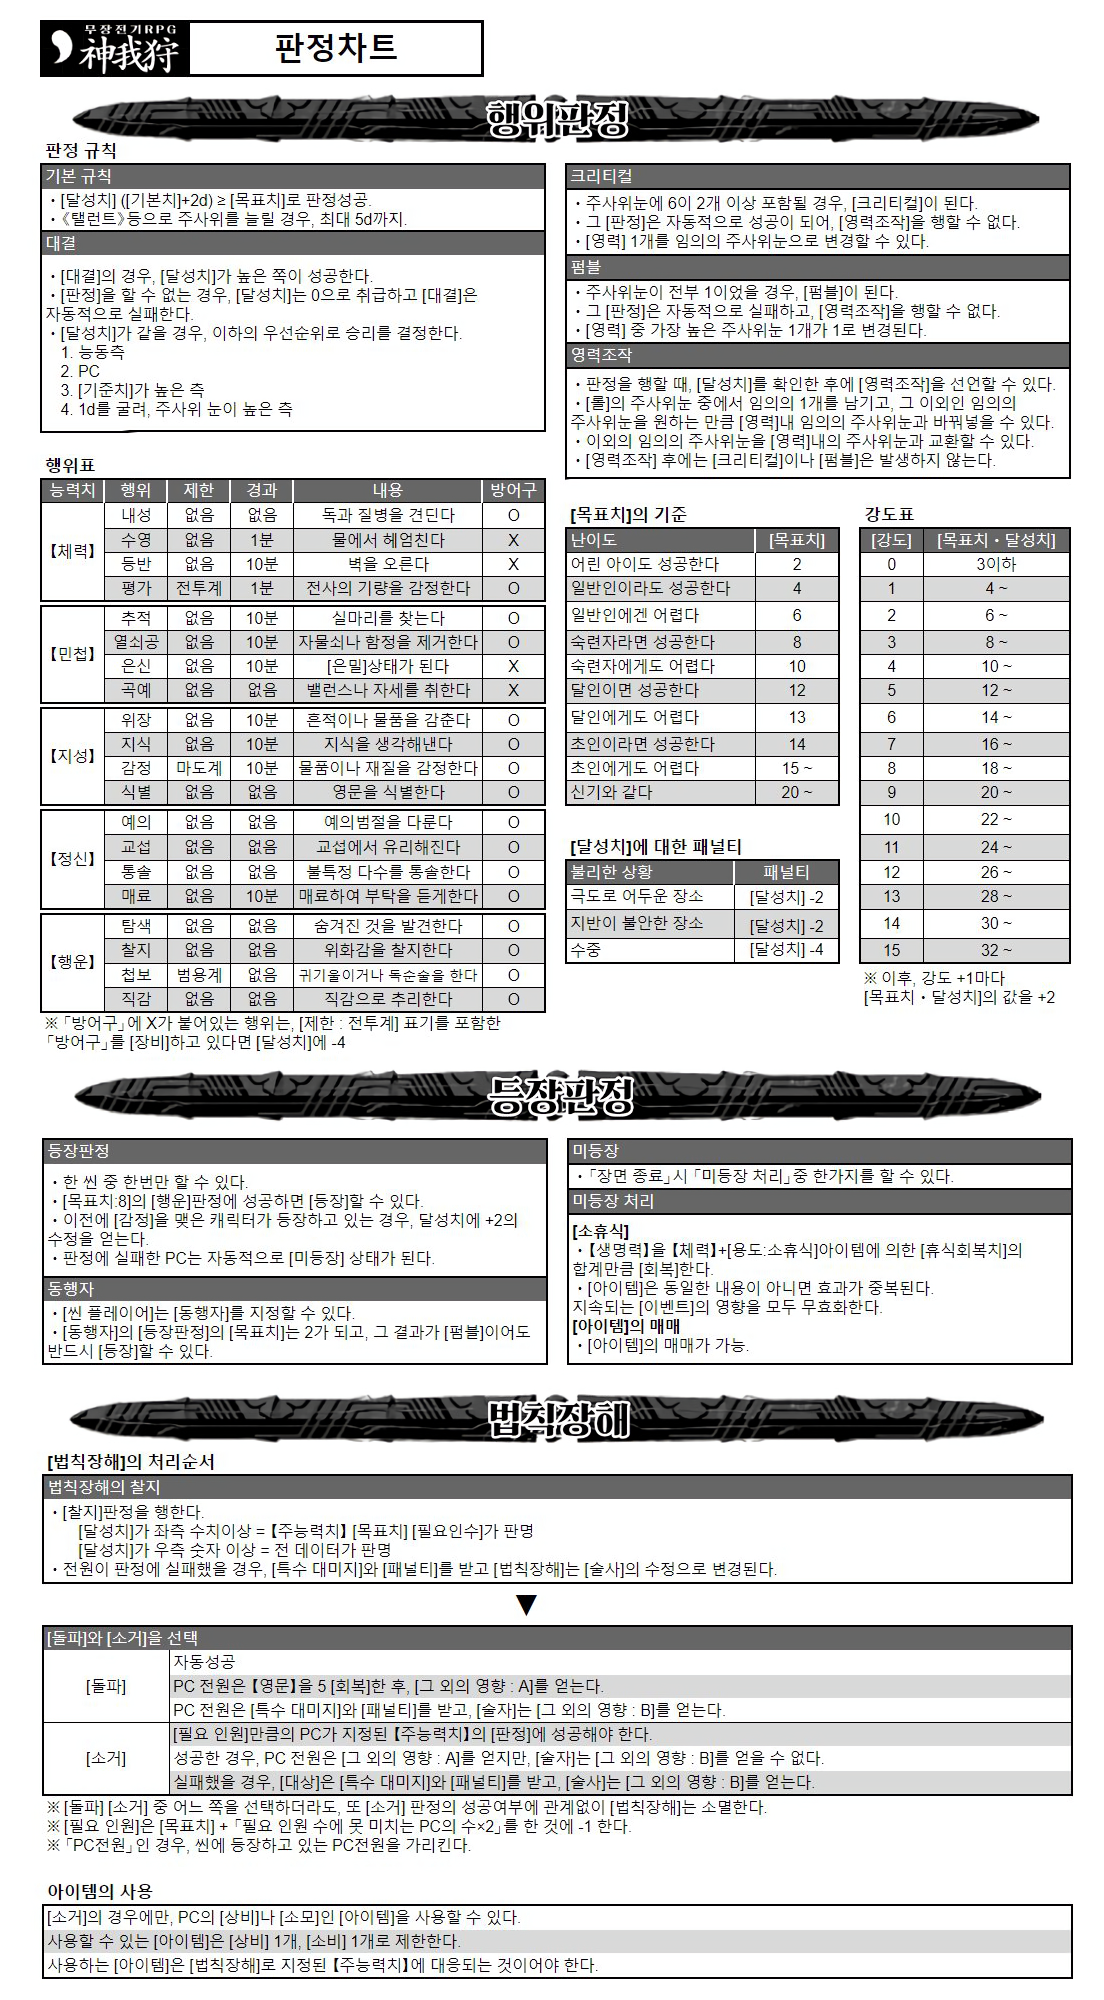 무장전기RPG
神我狩
판정차트
행위판정
판정 규칙
기본 규칙
・[달성치] ([기본치]+2d) ≥ [목표치]로 판정성공.
・《탤런트》등으로 주사위를 늘릴 경우, 최대 5d까지.
대결
・[대결]의 경우, [달성치]가 높은 쪽이 성공한다.
・[판정]을 할 수 없는 경우, [달성치]는 0으로 취급하고 [대결]은
자동적으로 실패한다.
・[달성치]가 같을 경우, 이하의 우선순위로 승리를 결정한다.
1. 능동측
2. PC
3. [기준치]가 높은 측
4. 1d를 굴려, 주사위 눈이 높은 측
크리티컬
・주사위눈에 6이 2개 이상 포함될 경우, [크리티컬]이 된다.
・그 [판정]은 자동적으로 성공이 되어, [영력조작]을 행할 수 없다.
・[영력] 1개를 임의의 주사위눈으로 변경할 수 있다.
펌블
・주사위눈이 전부 1이었을 경우, [펌블]이 된다.
・그 [판정]은 자동적으로 실패하고, [영력조작]을 행할 수 없다.
・[영력] 중 가장 높은 주사위눈 1개가 1로 변경된다.
영력조작
・판정을 행할 때, [달성치]를 확인한 후에 [영력조작]을 선언할 수 있다.
・[롤]의 주사위눈 중에서 임의의 1개를 남기고, 그 이외인 임의의
주사위눈을 원하는 만큼 [영력]내 임의의 주사위눈과 바꿔넣을 수 있다.
・이외의 임의의 주사위눈을 [영력]내의 주사위눈과 교환할 수 있다.
・[영력조작] 후에는 [크리티컬]이나 [펌블]은 발생하지 않는다.
행위표
능력치 행위 제한 경과 내용 방어구
【체력】
내성 없음 없음 독과 질병을 견딘다 O
수영 없음 1분 물에서 헤엄친다 X
등반 없음 10분 벽을 오른다 X
평가 전투계 1분 전사의 기량을 감정한다 O
【민첩】
추적 없음 10분 실마리를 찾는다 O
열쇠공 없음 10분 자물쇠나 함정을 제거한다 O
은신 없음 10분 [은밀]상태가 된다 X
곡예 없음 없음 밸런스나 자세를 취한다 X
【지성】
위장 없음 10분 흔적이나 물품을 감춘다 O
지식 없음 10분 지식을 생각해낸다 O
감정 마도계 10분 물품이나 재질을 감정한다 O
식별 없음 없음 영문을 식별한다 O
【정신】
예의 없음 없음 예의범절을 다룬다 O
교섭 없음 없음 교섭에서 유리해진다 O
통솔 없음 없음 불특정 다수를 통솔한다 O
매료 없음 10분 매료하여 부탁을 듣게한다 O
【행운】
탐색 없음 없음 숨겨진 것을 발견한다 O
찰지 없음 없음 위화감을 찰지한다 O
첩보 범용계 없음 귀기울이거나 독순술을 한다 O
직감 없음 없음 직감으로 추리한다 O
※「방어구」에 X가 붙어있는 행위는, [제한 : 전투계] 표기를 포함한
「방어구」를 [장비]하고 있다면 [달성치]에 -4
[목표치]의 기준
난이도 [목표치]
어린 아이도 성공한다 2
일반인이라도 성공한다 4
일반인에겐 어렵다 6
숙련자라면 성공한다 8
숙련자에게도 어렵다 10
달인이면 성공한다 12
달인에게도 어렵다 13
초인이라면 성공한다 14
초인에게도 어렵다 15 ~
신기와 같다 20 ~
[달성치]에 대한 패널티
불리한 상황 패널티
극도로 어두운 장소 [달성치] -2
지반이 불안한 장소 [달성치] -2
수중 [달성치] -4
강도표
[강도] [목표치・달성치]
0 3이하
1 4 ~
2 6 ~
3 8 ~
4 10 ~
5 12 ~
6 14 ~
7 16 ~
8 18 ~
9 20 ~
10 22 ~
11 24 ~
12 26 ~
13 28 ~
14 30 ~
15 32 ~
※ 이후, 강도 +1마다
[목표치・달성치]의 값을 +2
등장판정
등장판정
・한 씬 중 한번만 할 수 있다.
・[목표치:8]의 [행운]판정에 성공하면 [등장]할 수 있다.
・이전에 [감정]을 맺은 캐릭터가 등장하고 있는 경우, 달성치에 +2의
수정을 얻는다.
・판정에 실패한 PC는 자동적으로 [미등장] 상태가 된다.
동행자
・[씬 플레이어]는 [동행자]를 지정할 수 있다.
・[동행자]의 [등장판정]의 [목표치]는 2가 되고, 그 결과가 [펌블]이어도
반드시 [등장]할 수 있다.
미등장
・「장면 종료」시 「미등장 처리」중 한가지를 할 수 있다.
미등장 처리
[소휴식]
・【생명력】을 【체력】+[용도:소휴식]아이템에 의한 [휴식회복치]의
합계만큼 [회복]한다.
・[아이템]은 동일한 내용이 아니면 효과가 중복된다.
지속되는 [이벤트]의 영향을 모두 무효화한다.
[아이템]의 매매
・[아이템]의 매매가 가능.
법칙장해
[법칙장해]의 처리순서
법칙장해의 찰지
・[찰지]판정을 행한다.
[달성치]가 좌측 수치이상 = 【주능력치】 [목표치] [필요인수]가 판명
[달성치]가 우측 숫자 이상 = 전 데이터가 판명
・전원이 판정에 실패했을 경우, [특수 대미지]와 [패널티]를 받고 [법칙장해]는 [술사]의 수정으로 변경된다.
▼
[돌파]와 [소거]을 선택
[돌파]
자동성공
PC 전원은 【영문】을 5 [회복]한 후, [그 외의 영향 : A]를 얻는다.
PC 전원은 [특수 대미지]와 [패널티]를 받고, [술자]는 [그 외의 영향 : B]를 얻는다.
[소거]
[필요 인원]만큼의 PC가 지정된 【주능력치】의 [판정]에 성공해야 한다.
성공한 경우, PC 전원은 [그 외의 영향 : A]를 얻지만, [술자]는 [그 외의 영향 : B]를 얻을 수 없다.
실패했을 경우, [대상]은 [특수 대미지]와 [패널티]를 받고, [술사]는 [그 외의 영향 : B]를 얻는다.
※ [돌파] [소거] 중 어느 쪽을 선택하더라도, 또 [소거] 판정의 성공여부에 관계없이 [법칙장해]는 소멸한다.
※ [필요 인원]은 [목표치] + 「필요 인원 수에 못 미치는 PC의 수×2」를 한 것에 -1 한다.
※ 「PC전원」인 경우, 씬에 등장하고 있는 PC전원을 가리킨다.
아이템의 사용
[소거]의 경우에만, PC의 [상비]나 [소모]인 [아이템]을 사용할 수 있다.
사용할 수 있는 [아이템]은 [상비] 1개, [소비] 1개로 제한한다.
사용하는 [아이템]은 [법칙장해]로 지정된 【주능력치】에 대응되는 것이어야 한다.